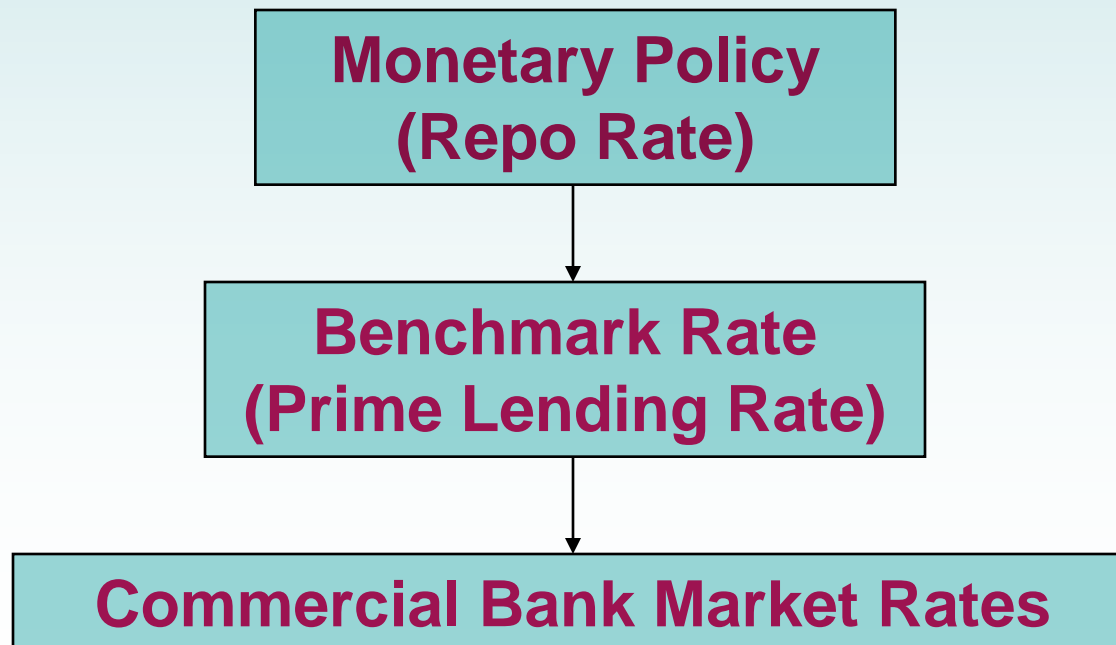 Monetary Policy
(Repo Rate)
Benchmark Rate
(Prime Lending Rate)
Commercial Bank Market Rates